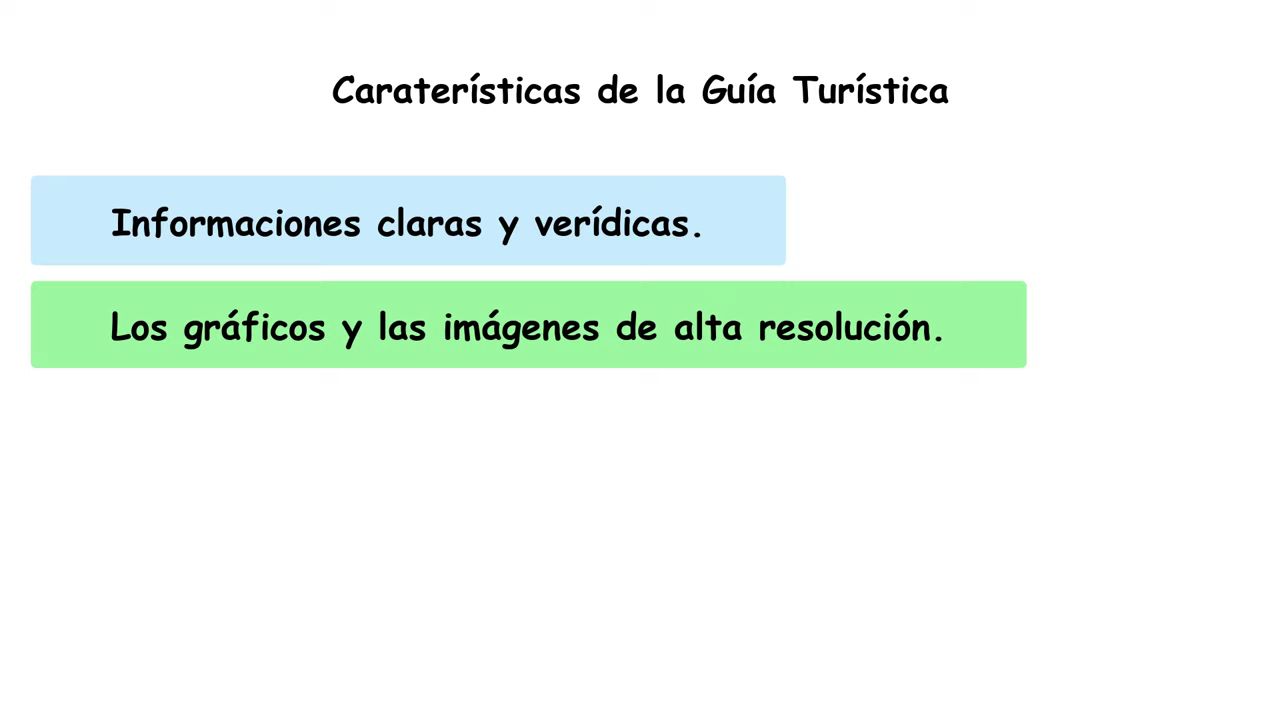 Caraterísticas de la Guía Turística
Informaciones claras y verídicas.
Los gráficos y las imágenes de alta resolución.